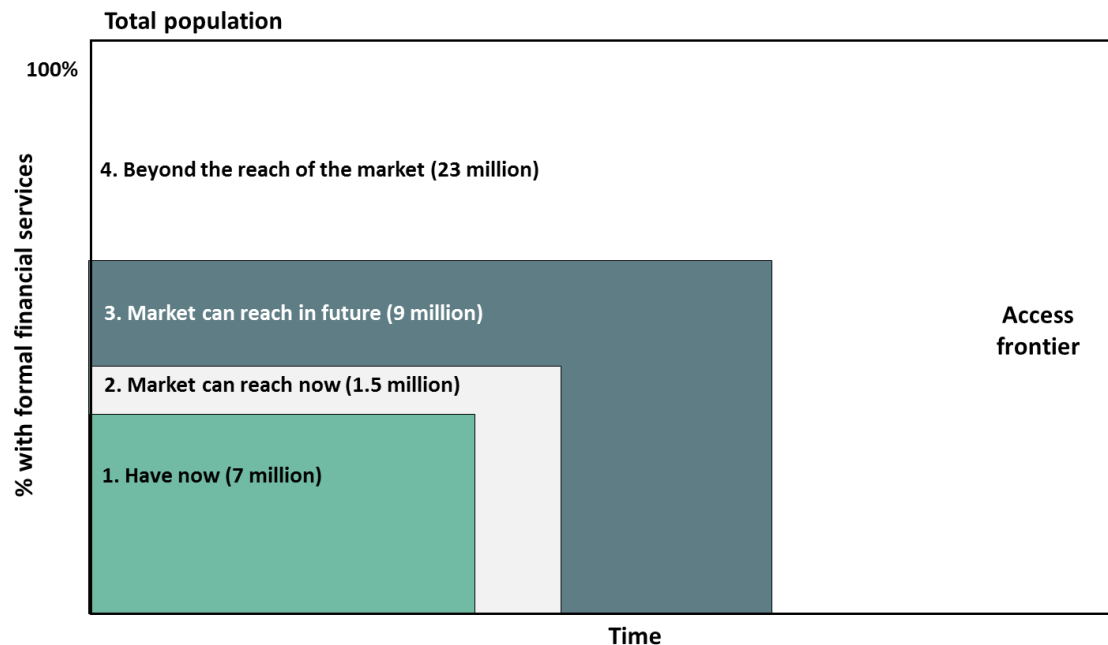 Total population
100%
4. Beyond the reach of the market (23 million)
% with formal financial services
3. Market can reach in future (9 million)
Access
frontier
2. Market can reach now (1.5 million)
1. Have now (7 million)
Time